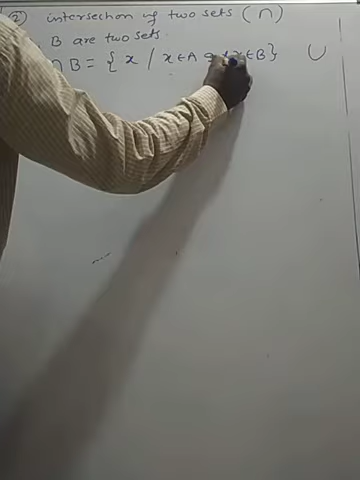 ② intersection of two sets (∩)
B are two sets.
∩ B = { x / x ∈ A x ∈ B } ∪